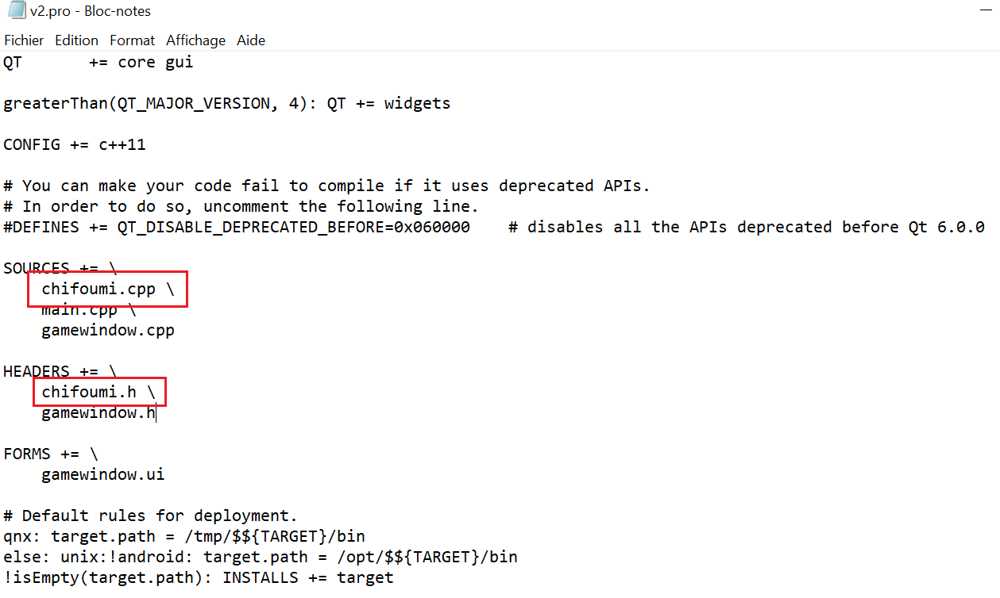 v2.pro - Bloc-notes
Fichier Edition Format Affichage Aide
QT       += core gui
greaterThan(QT_MAJOR_VERSION, 4): QT += widgets
CONFIG += c++11
# You can make your code fail to compile if it uses deprecated APIs.
# In order to do so, uncomment the following line.
#DEFINES += QT_DISABLE_DEPRECATED_BEFORE=0x060000    # disables all the APIs deprecated before Qt 6.0.0
SOURCES += \
    chifoumi.cpp \
    main.cpp \
    gamewindow.cpp
HEADERS += \
    chifoumi.h \
    gamewindow.h
FORMS += \
    gamewindow.ui
# Default rules for deployment.
qnx: target.path = /tmp/$${TARGET}/bin
else: unix:!android: target.path = /opt/$${TARGET}/bin
!isEmpty(target.path): INSTALLS += target